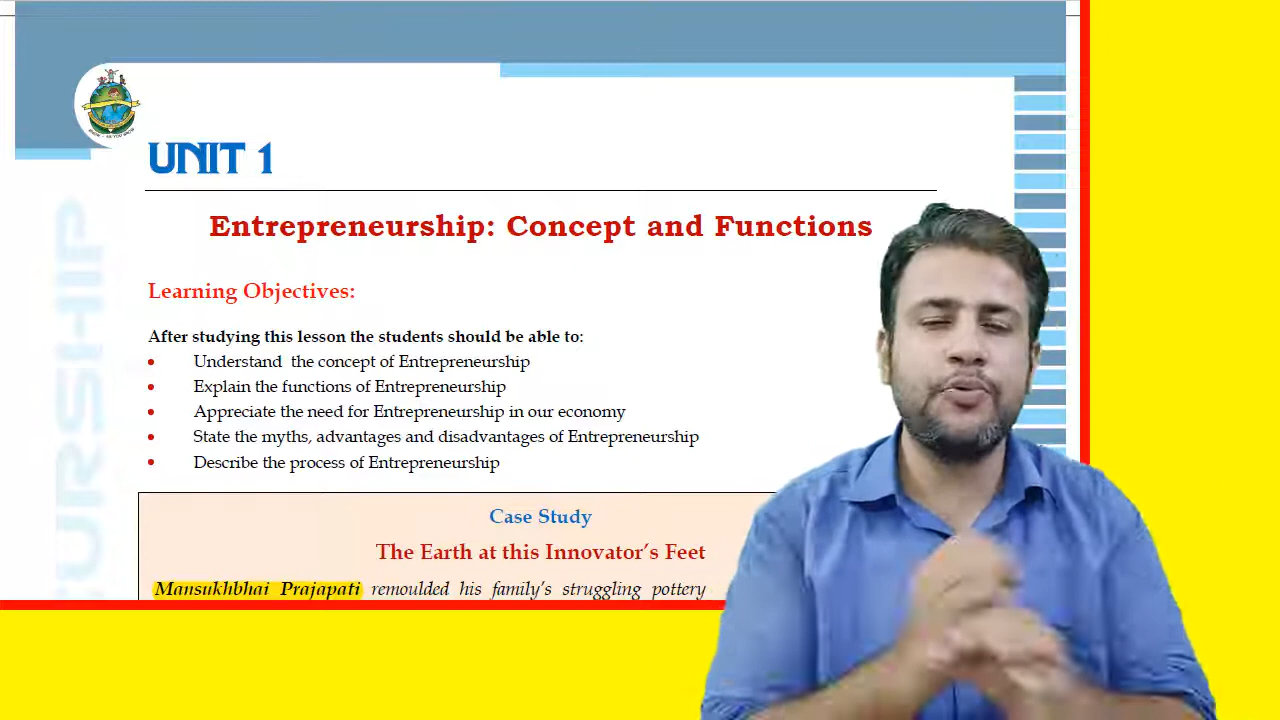 UNIT 1
Entrepreneurship: Concept and Functions
Learning Objectives:
After studying this lesson the students should be able to:
• Understand the concept of Entrepreneurship
• Explain the functions of Entrepreneurship
• Appreciate the need for Entrepreneurship in our economy
• State the myths, advantages and disadvantages of Entrepreneurship
• Describe the process of Entrepreneurship
Case Study
The Earth at this Innovator's Feet
Mansukhbhai Prajapati remoulded his family's struggling pottery
URSHIP